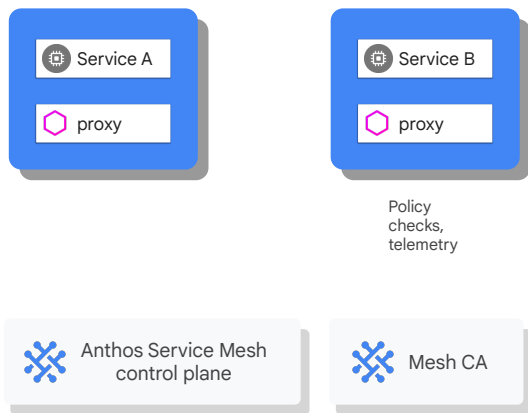 Service A
proxy
Service B
proxy
Policy
checks,
telemetry
Anthos Service Mesh
control plane
Mesh CA